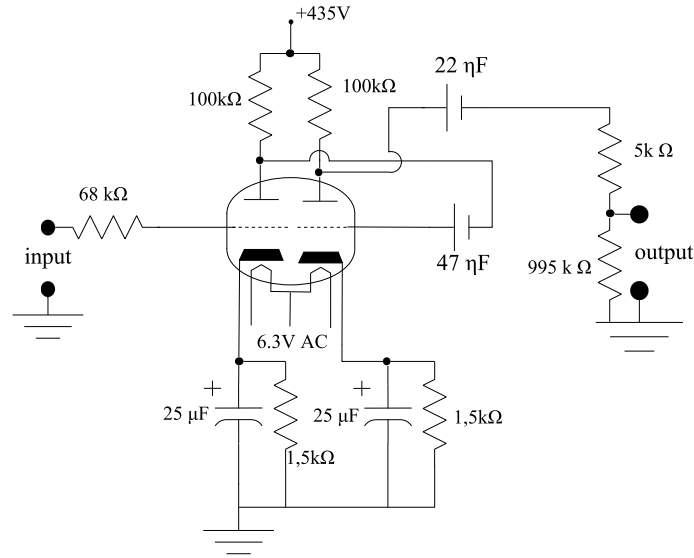 +435V
100kΩ
100kΩ
22 ηF
5k Ω
68 kΩ
input
47 ηF
output
995 k Ω
6.3V AC
+
25 μF
1,5kΩ
+
25 μF
1,5kΩ